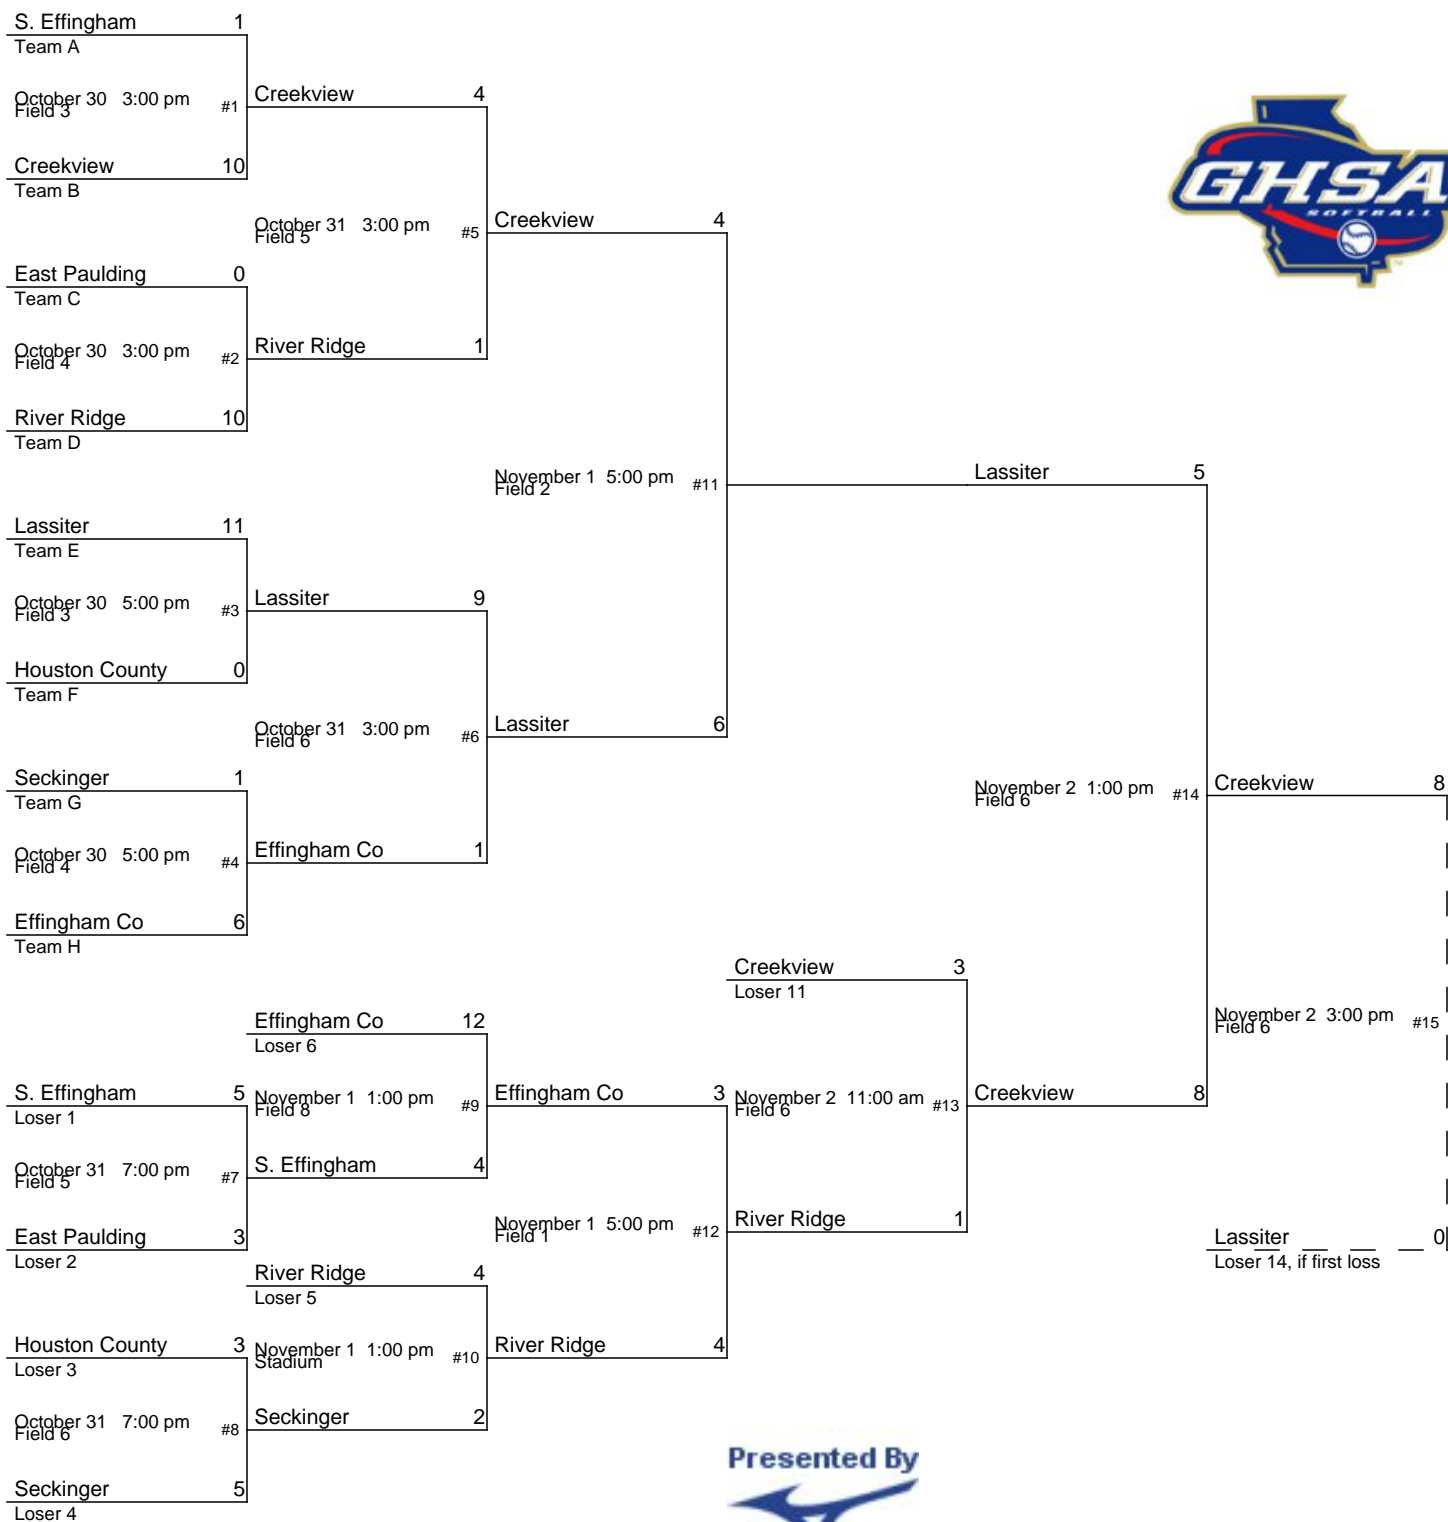 S. Effingham 1
Team A
October 30 3:00 pm #1
Field 3
Creekview 10
Team B
East Paulding 0
Team C
October 30 3:00 pm #2
Field 4
River Ridge 10
Team D
Lassiter 11
Team E
October 30 5:00 pm #3
Field 3
Houston County 0
Team F
Seckinger 1
Team G
October 30 5:00 pm #4
Field 4
Effingham Co 6
Team H
Creekview 4
October 31 3:00 pm #5
Field 5
River Ridge 1
Lassiter 9
October 31 3:00 pm #6
Field 6
Effingham Co 1
Creekview 4
November 1 5:00 pm #11
Field 2
Lassiter 6
GHSA
SOFTBALL
TM
Lassiter 5
November 2 1:00 pm #14
Field 6
Creekview 8
Creekview 8
November 2 3:00 pm #15
Field 6
Lassiter 0
Loser 14, if first loss
S. Effingham 5
Loser 1
October 31 7:00 pm #7
Field 5
East Paulding 3
Loser 2
Houston County 3
Loser 3
October 31 7:00 pm #8
Field 6
Seckinger 5
Loser 4
Effingham Co 12
Loser 6
November 1 1:00 pm #9
Field 8
S. Effingham 4
River Ridge 4
Loser 5
November 1 1:00 pm #10
Stadium
Seckinger 2
Effingham Co 3
November 1 5:00 pm #12
Field 1
River Ridge 4
Creekview 3
Loser 11
November 2 11:00 am #13
Field 6
River Ridge 1
Presented By